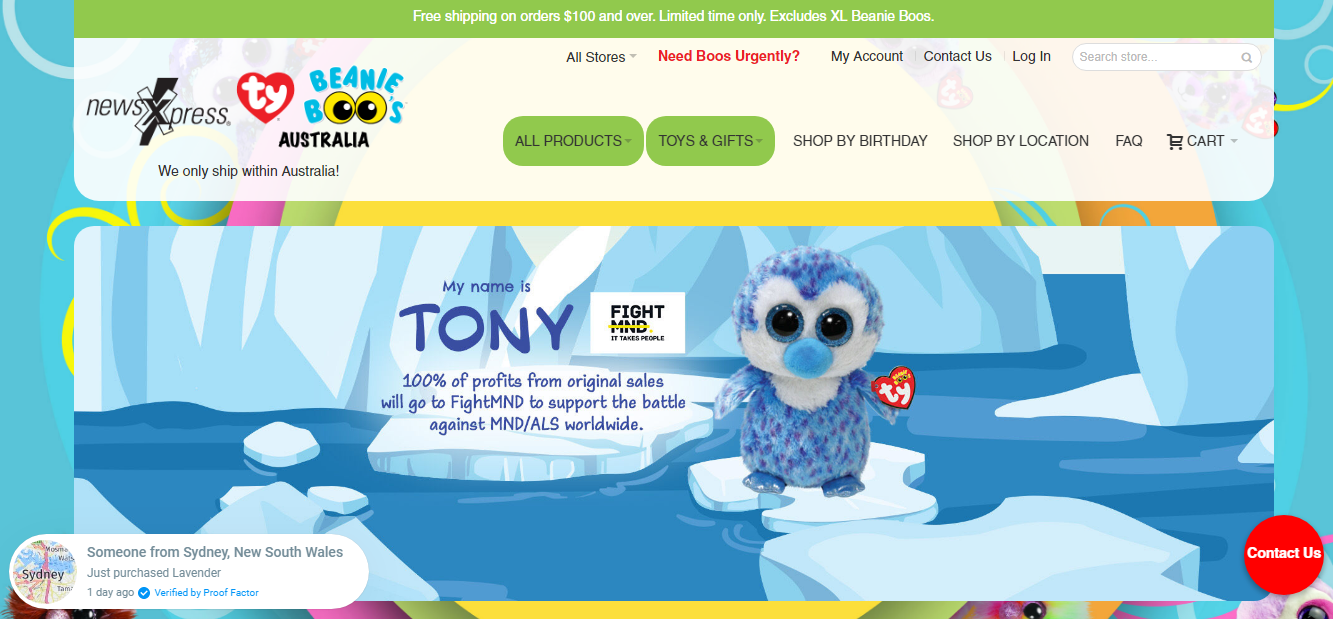 Free shipping on orders $100 and over. Limited time only. Excludes XL Beanie Boos.
All Stores
Need Boos Urgently?
My Account
Contact Us
Log In
Search store...
newsXpress®
ty
BEANIE
BOO'S
AUSTRALIA
We only ship within Australia!
ALL PRODUCTS
TOYS & GIFTS
SHOP BY BIRTHDAY
SHOP BY LOCATION
FAQ
CART
My name is
TONY
FIGHT
MND.
IT TAKES PEOPLE
100% of profits from original sales
will go to FightMND to support the battle
against MND/ALS worldwide.
BEANIE
BOO'S
ty
Sydney
Someone from Sydney, New South Wales
Just purchased Lavender
1 day ago
Verified by Proof Factor
Contact Us